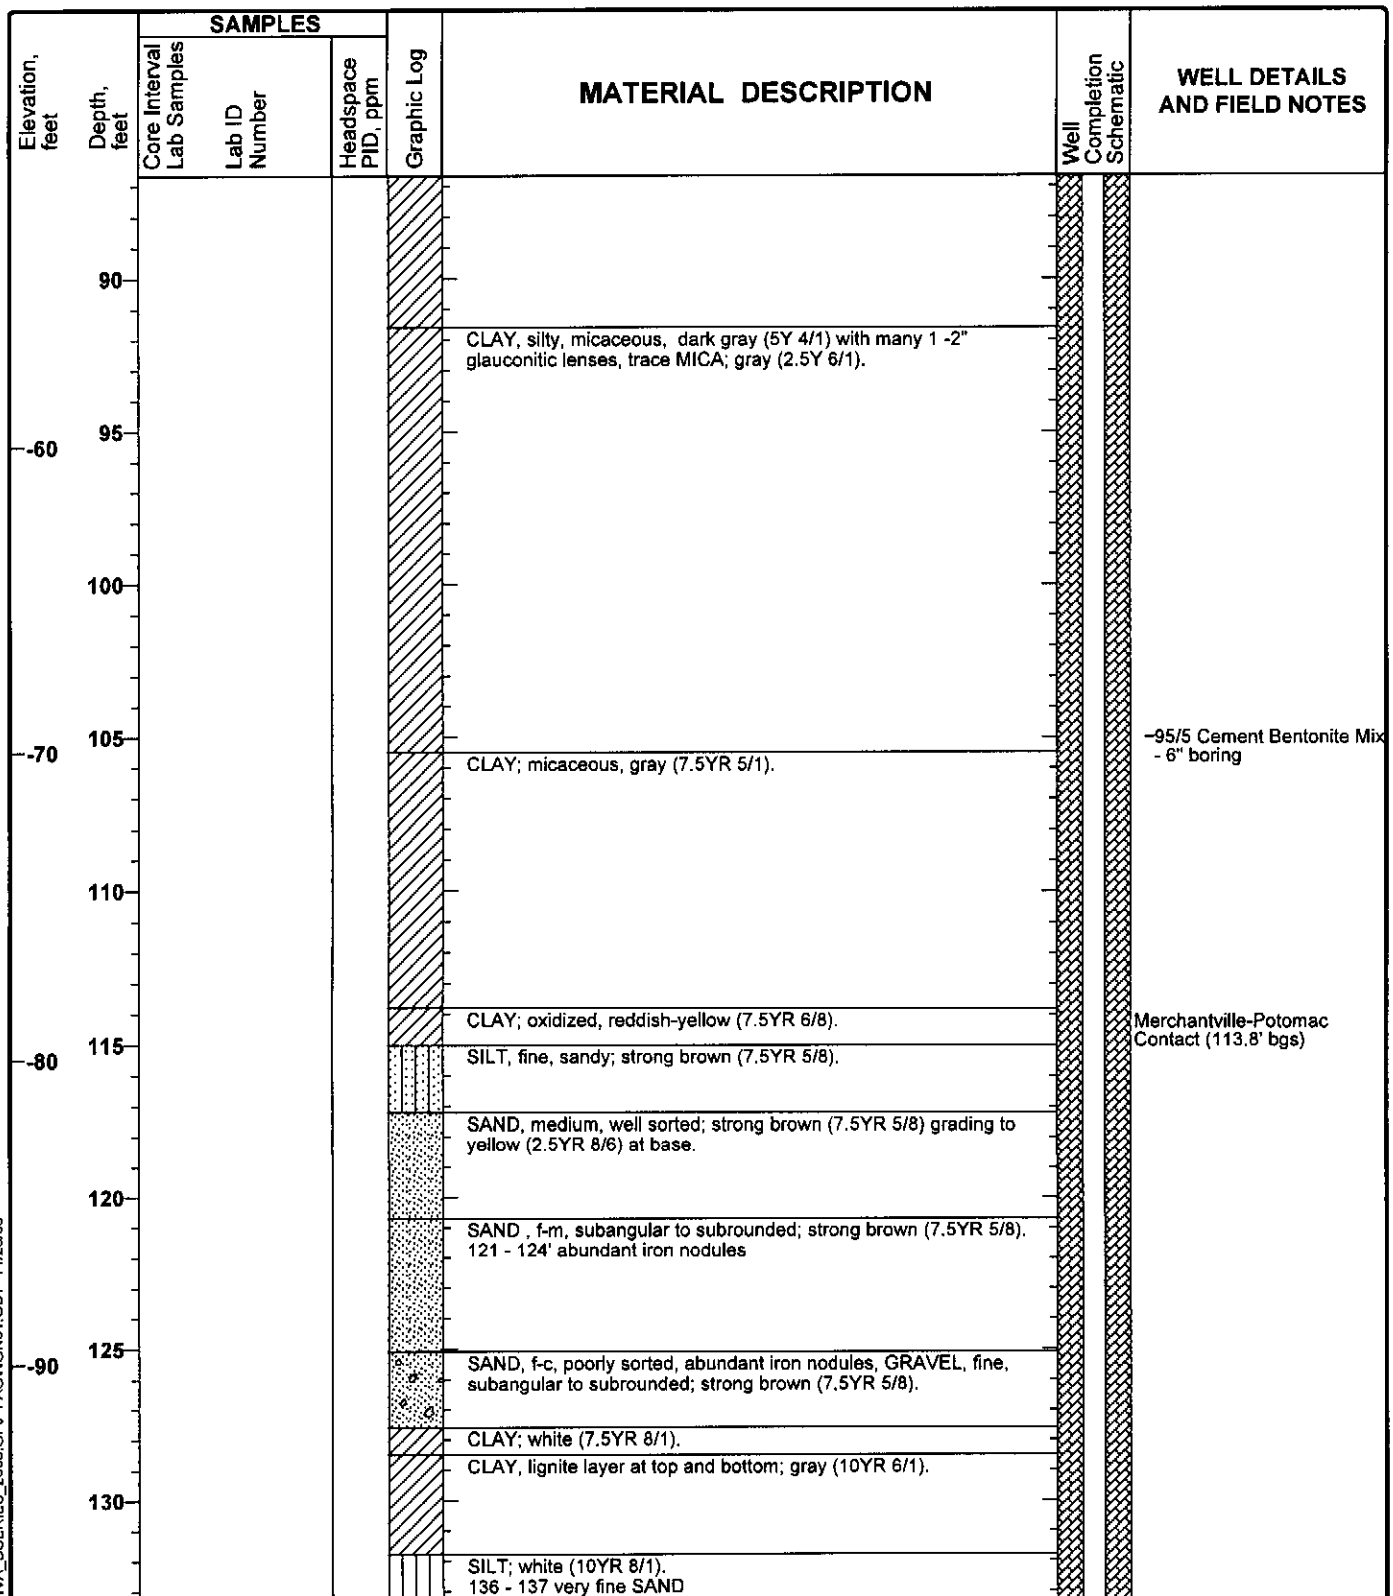 SAMPLES
Elevation,
feet
Depth,
feet
Core Interval
Lab Samples
Lab ID
Number
Headspace
PID, ppm
Graphic Log
MATERIAL DESCRIPTION
Well
Completion
Schematic
WELL DETAILS
AND FIELD NOTES
90
CLAY, silty, micaceous, dark gray (5Y 4/1) with many 1 -2"
glauconitic lenses, trace MICA; gray (2.5Y 6/1).
95
-60
100
105
-70
95/5 Cement Bentonite Mix
- 6" boring
CLAY; micaceous, gray (7.5YR 5/1).
110
CLAY; oxidized, reddish-yellow (7.5YR 6/8).
Merchantville-Potomac
Contact (113.8' bgs)
115
-80
SILT, fine, sandy; strong brown (7.5YR 5/8).
SAND, medium, well sorted; strong brown (7.5YR 5/8) grading to
yellow (2.5YR 8/6) at base.
120
SAND , f-m, subangular to subrounded; strong brown (7.5YR 5/8).
121 - 124' abundant iron nodules
125
-90
SAND, f-c, poorly sorted, abundant iron nodules, GRAVEL, fine,
subangular to subrounded; strong brown (7.5YR 5/8).
CLAY; white (7.5YR 8/1).
CLAY, lignite layer at top and bottom; gray (10YR 6/1).
130
SILT; white (10YR 8/1).
136 - 137 very fine SAND